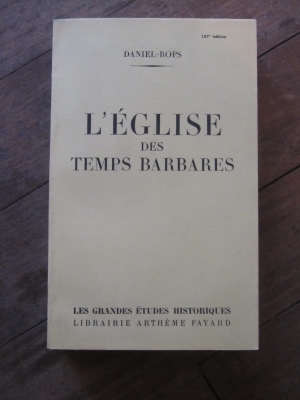 DANIEL-ROPS
L'ÉGLISE
DES
TEMPS BARBARES
LES GRANDES ÉTUDES HISTORIQUES
LIBRAIRIE ARTHÈME FAYARD